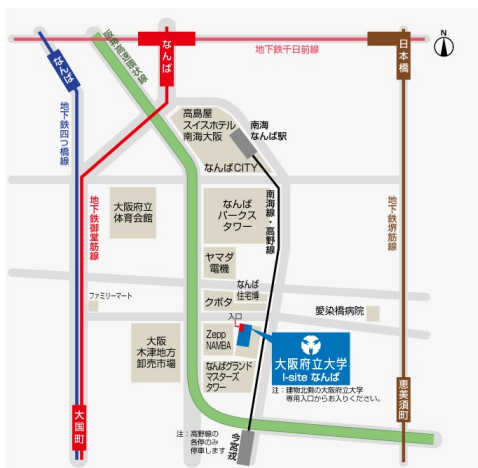 なんば
阪神高速環状線
なんば
地下鉄千日前線
日本橋
N
地下鉄四つ橋線
高島屋
スイスホテル
南海大阪
南海
なんば駅
なんばCITY
地下鉄御堂筋線
大阪府立
体育会館
なんば
パークス
タワー
南海線・高野線
地下鉄堺筋線
ヤマダ
電機
なんば
住宅博
ファミリーマート
クボタ
入口
愛染橋病院
大阪
木津地方
卸売市場
Zepp
NAMBA
大阪府立大学
I-site なんば
なんばグランド
マスターズ
タワー
注：建物北側の大阪府立大学
専用入口からお入りください。
大国町
恵美須町
注：高野線の
各停のみ
停車します
今宮戎